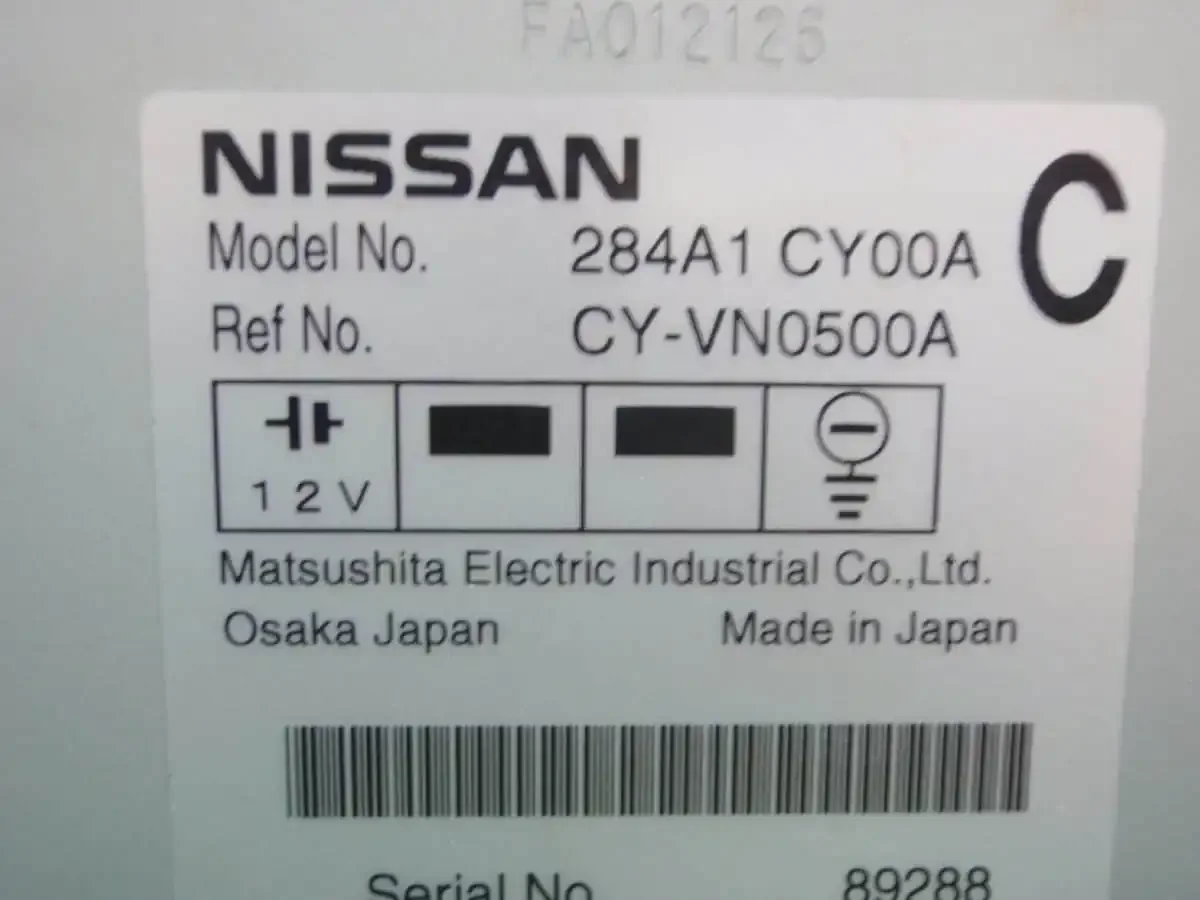 FA012126
NISSAN
C
Model No. 284A1 CY00A
Ref No. CY-VN0500A
12V
Matsushita Electric Industrial Co.,Ltd.
Osaka Japan Made in Japan
Serial No 89288